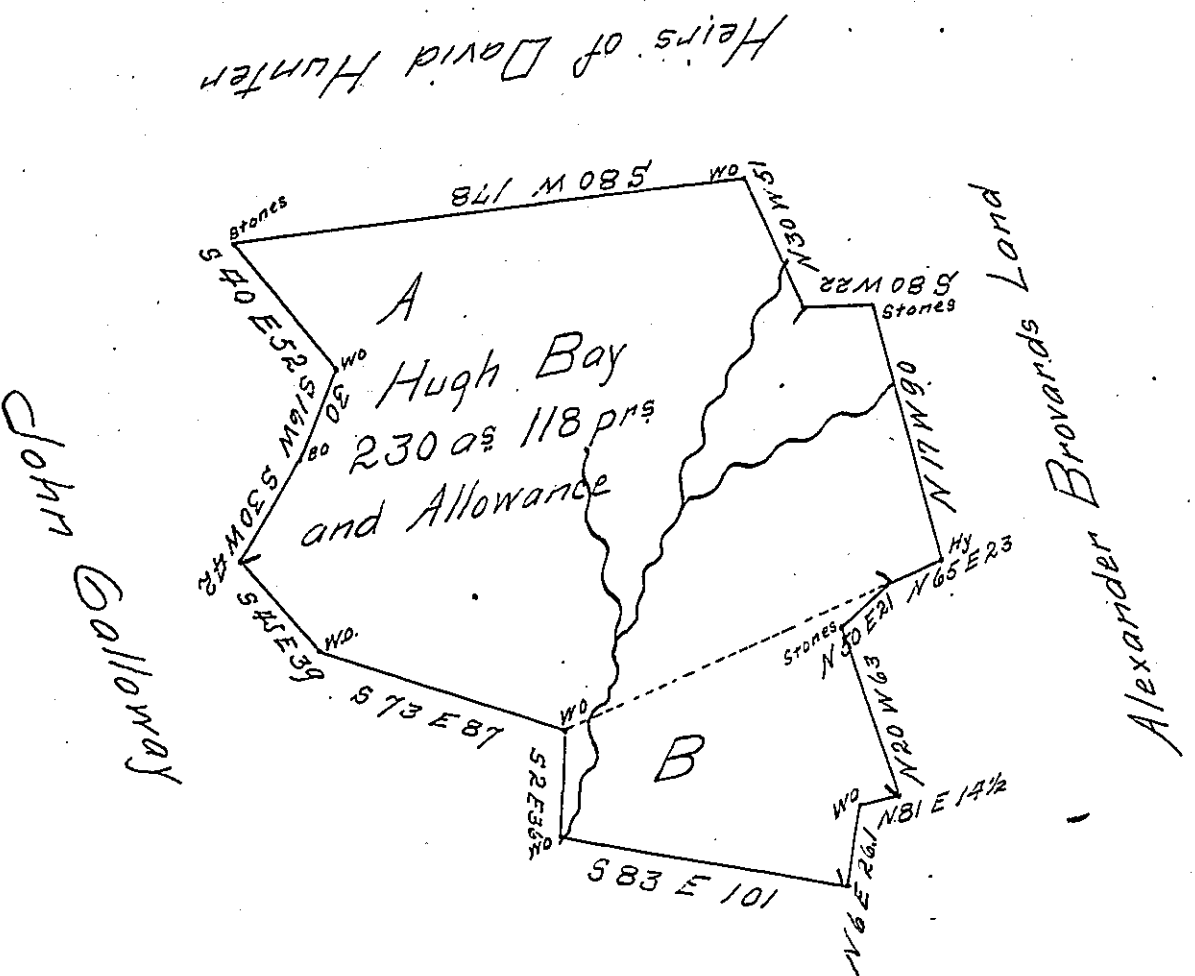 Heirs of David Hunter
S 80 W 178
WO
N 30 W 51
S 80 W 22
Stones
N 17 W 90
Hy
N 65 E 23
N 50 E 21
Stones
N 20 W 63
N 81 E 14½
WO
N 6 E 26.1
S 83 E 101
WO
S 2 E 36
WO
S 73 E 87
W.O.
S 45 E 39
S 30 W 42
BO
S 16 W 30
WO
S 40 E 52
Stones
A
Hugh Bay
230 as 118 prs
and Allowance
B
John Galloway
Alexander Brovards Land